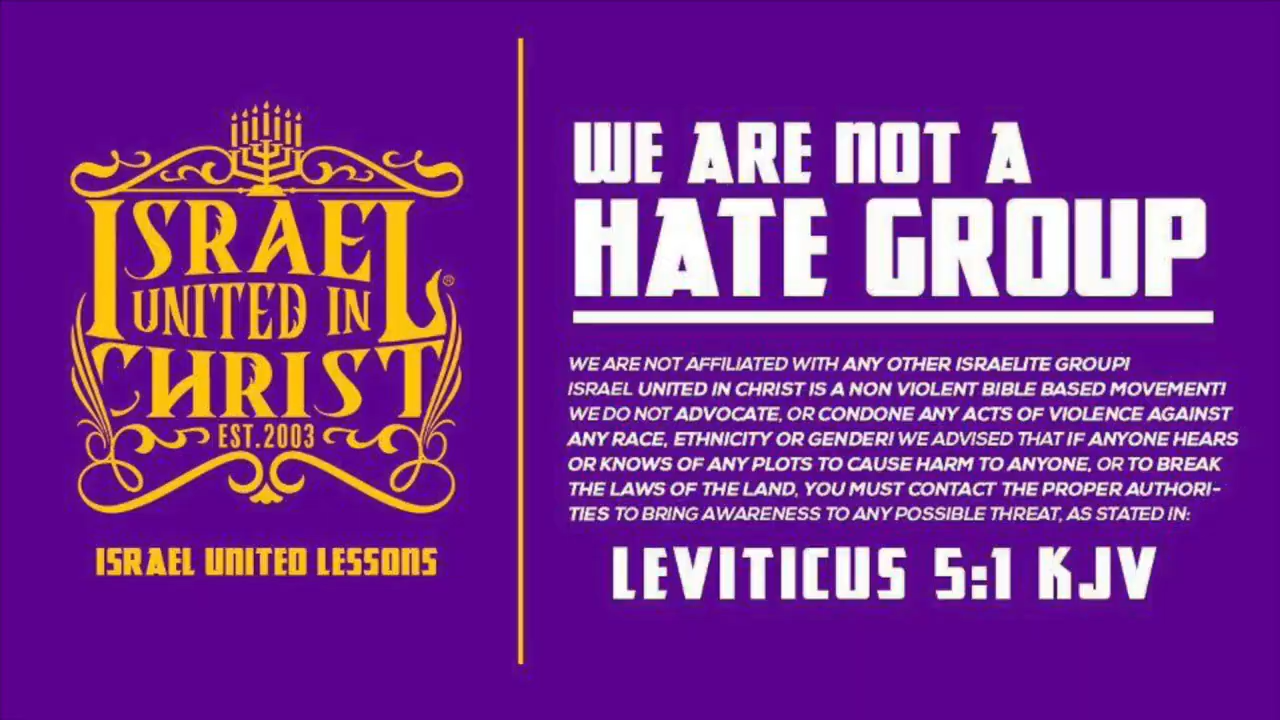 ISRAEL
UNITED IN
CHRIST
EST.2003
ISRAEL UNITED LESSONS
WE ARE NOT A
HATE GROUP
WE ARE NOT AFFILIATED WITH ANY OTHER ISRAELITE GROUP!
ISRAEL UNITED IN CHRIST IS A NON VIOLENT BIBLE BASED MOVEMENT!
WE DO NOT ADVOCATE, OR CONDONE ANY ACTS OF VIOLENCE AGAINST
ANY RACE, ETHNICITY OR GENDER! WE ADVISED THAT IF ANYONE HEARS
OR KNOWS OF ANY PLOTS TO CAUSE HARM TO ANYONE, OR TO BREAK
THE LAWS OF THE LAND, YOU MUST CONTACT THE PROPER AUTHORI-
TIES TO BRING AWARENESS TO ANY POSSIBLE THREAT, AS STATED IN:
LEVITICUS 5:1 KJV